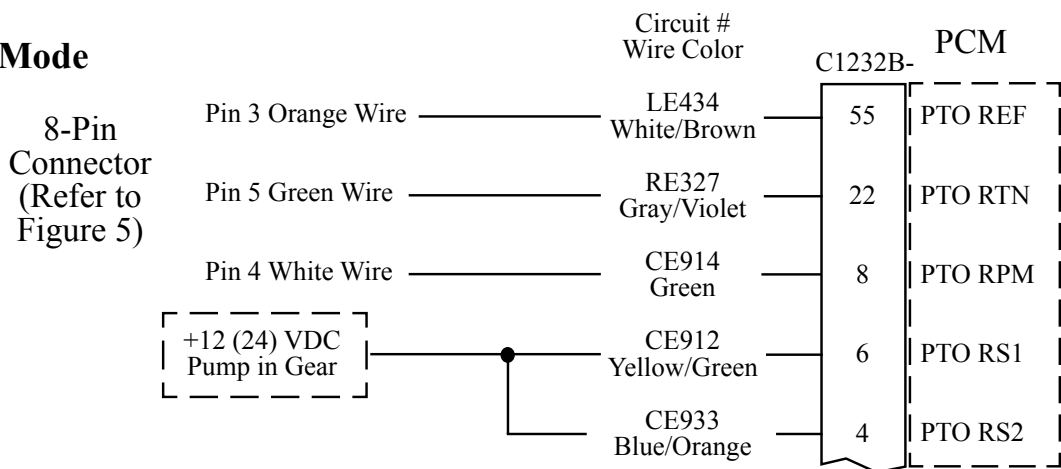 Mode
8-Pin
Connector
(Refer to
Figure 5)
Circuit #
Wire Color
C1232B-
PCM
Pin 3 Orange Wire
LE434
White/Brown
55
PTO REF
Pin 5 Green Wire
RE327
Gray/Violet
22
PTO RTN
Pin 4 White Wire
CE914
Green
8
PTO RPM
+12 (24) VDC
Pump in Gear
CE912
Yellow/Green
6
PTO RS1
CE933
Blue/Orange
4
PTO RS2